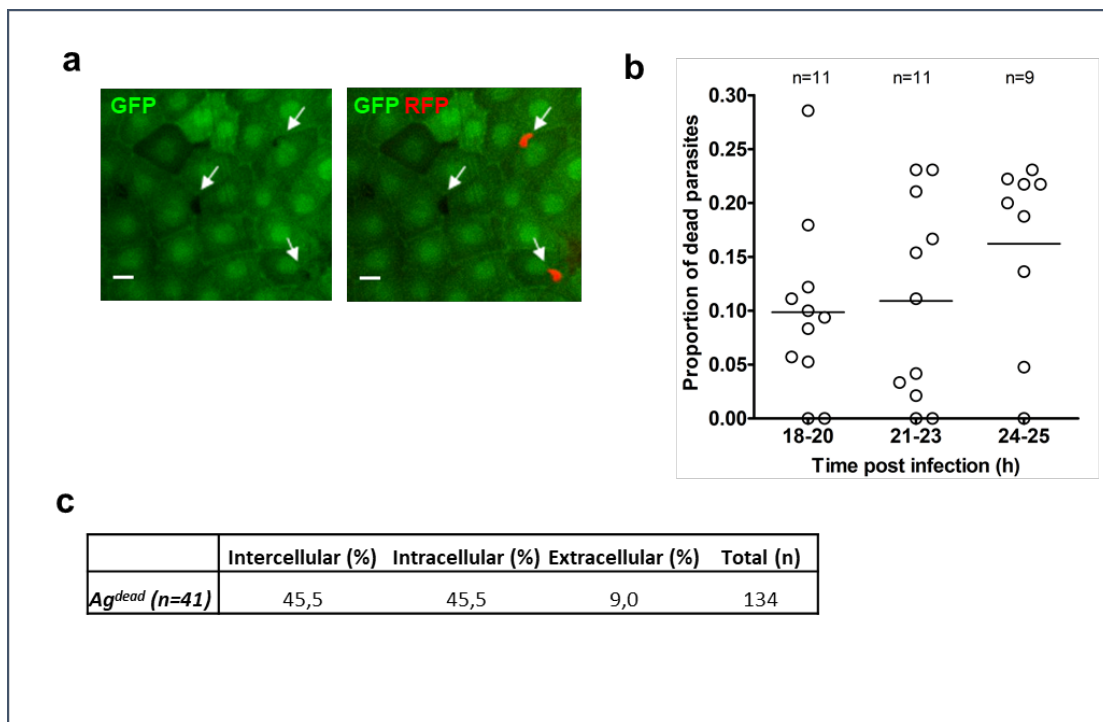 a
GFP
GFP RFP
b
n=11 n=11 n=9
Proportion of dead parasites
0.30
0.25
0.20
0.15
0.10
0.05
0.00
18-20 21-23 24-25
Time post infection (h)
c
Intercellular (%) Intracellular (%) Extracellular (%) Total (n)
Ag^dead (n=41) 45,5 45,5 9,0 134